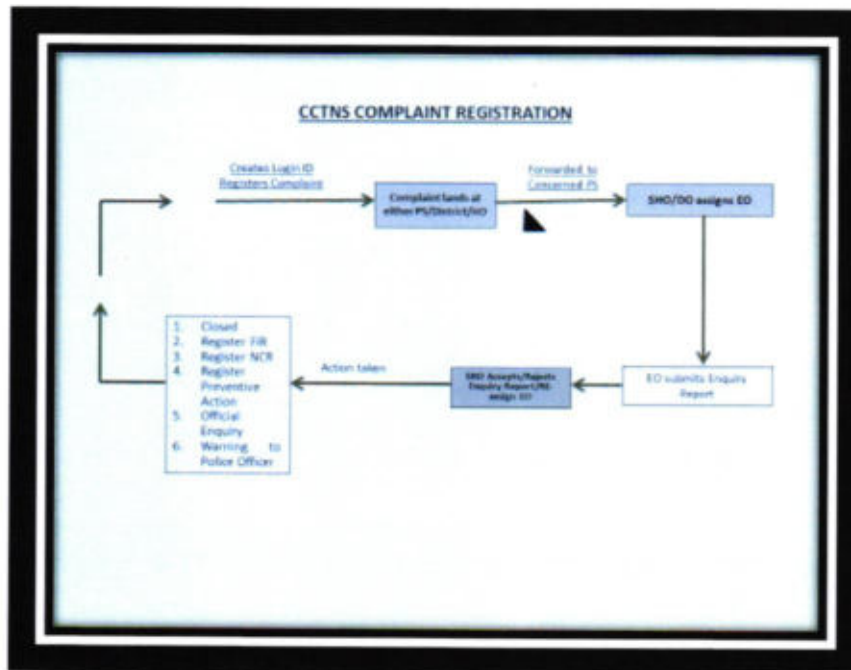 CCTNS COMPLAINT REGISTRATION
Creates Login ID
Registers Complaint
Complaint lands at
either PS/District/HO
Forwarded to
Concerned PS
SHO/DO assigns EO
EO submits Enquiry
Report
SHO Accepts/Rejects
Enquiry Report/RE-
assign EO
Action taken
1. Closed
2. Register FIR
3. Register NCR
4. Register
Preventive
Action
5. Official
Enquiry
6. Warning to
Police Officer